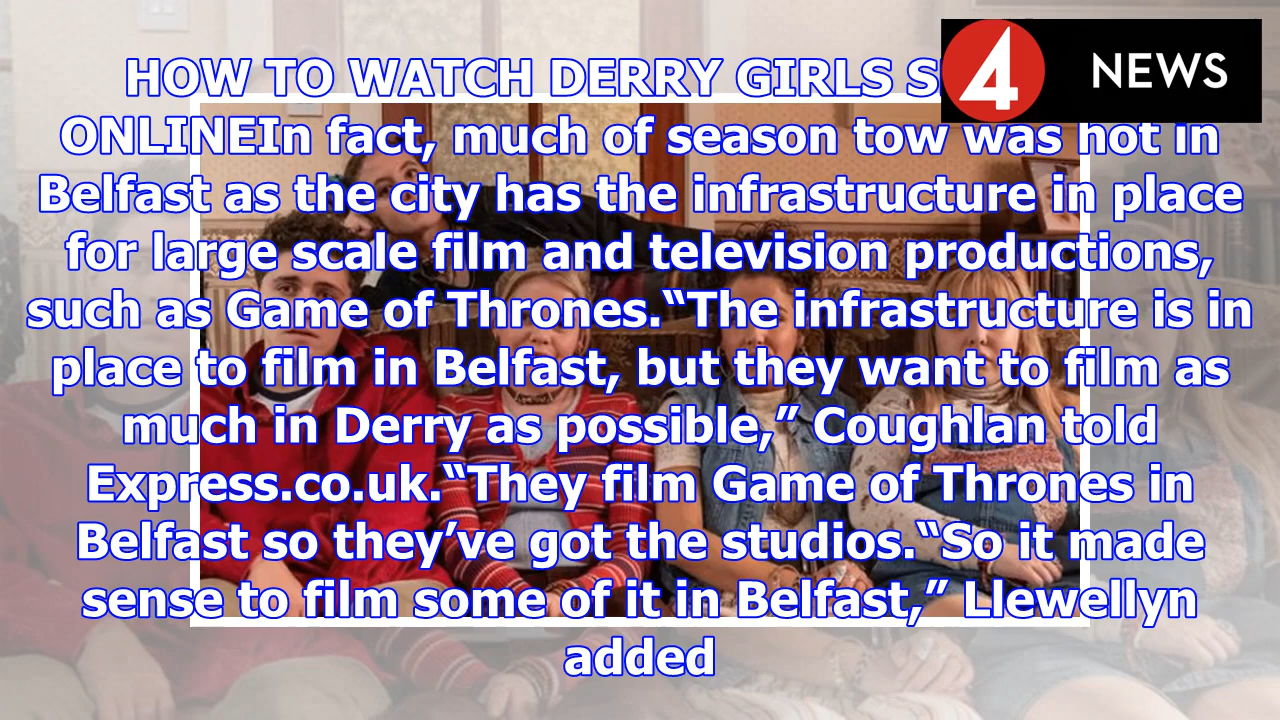 HOW TO WATCH DERRY GIRLS
4 NEWS
ONLINEIn fact, much of season tow was hot in
Belfast as the city has the infrastructure in place
for large scale film and television productions,
such as Game of Thrones.“The infrastructure is in
place to film in Belfast, but they want to film as
much in Derry as possible,” Coughlan told
Express.co.uk.“They film Game of Thrones in
Belfast so they’ve got the studios.“So it made
sense to film some of it in Belfast,” Llewellyn
added